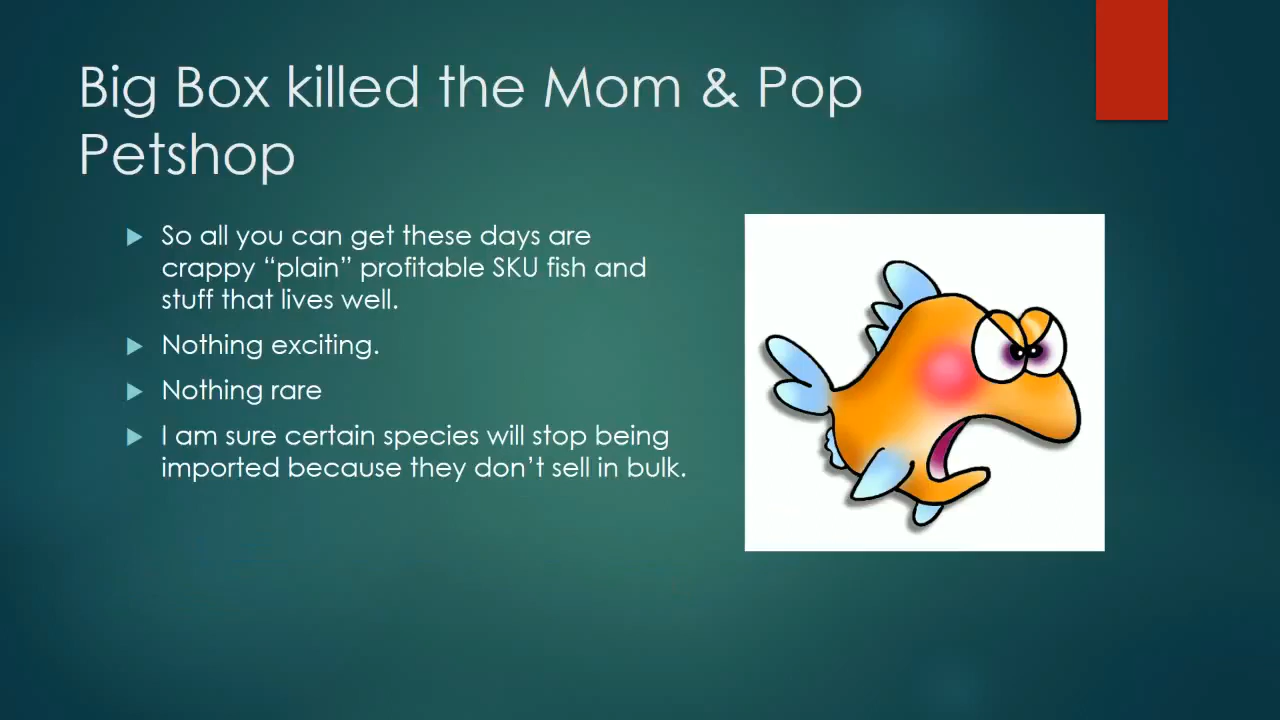 Big Box killed the Mom & Pop
Petshop
So all you can get these days are
crappy “plain” profitable SKU fish and
stuff that lives well.
Nothing exciting.
Nothing rare
I am sure certain species will stop being
imported because they don’t sell in bulk.